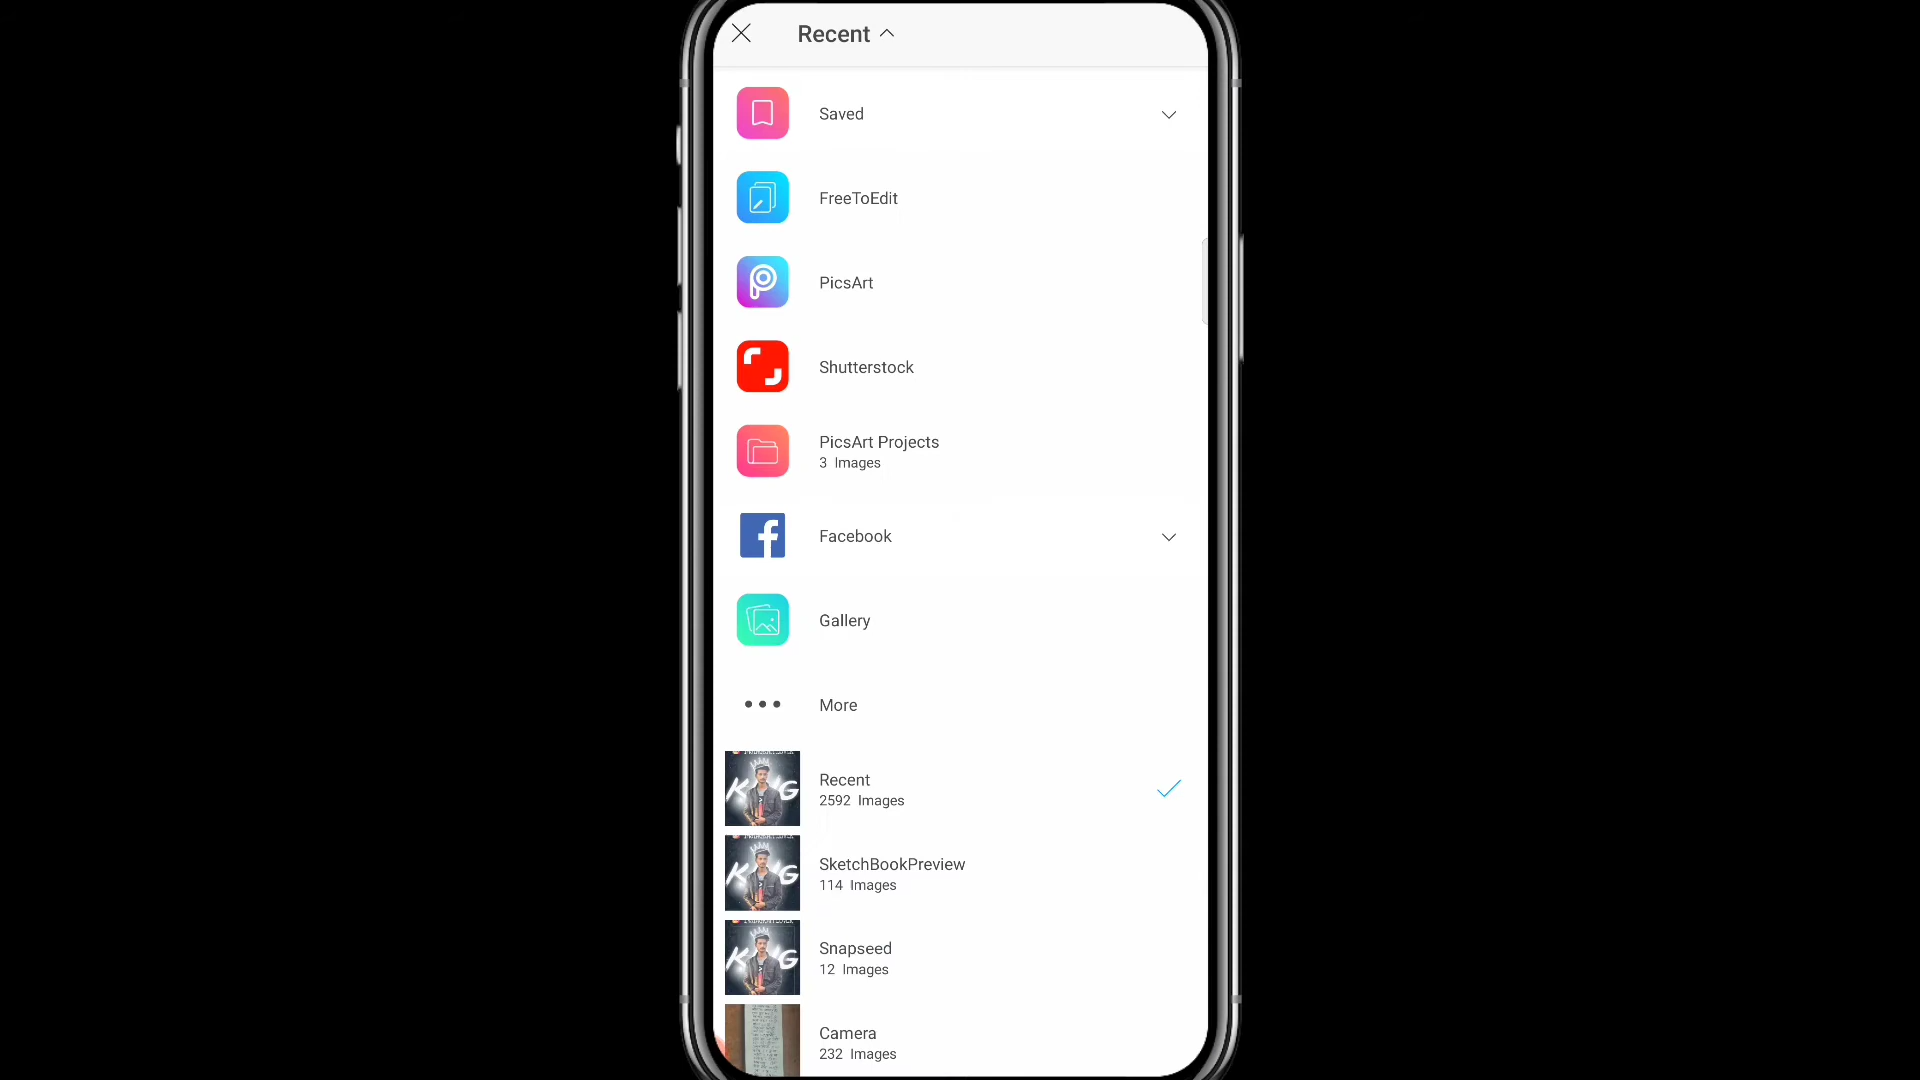 Recent
Saved
FreeToEdit
PicsArt
Shutterstock
PicsArt Projects
3 Images
Facebook
Gallery
More
Recent
2592 Images
SketchBookPreview
114 Images
Snapseed
12 Images
Camera
232 Images